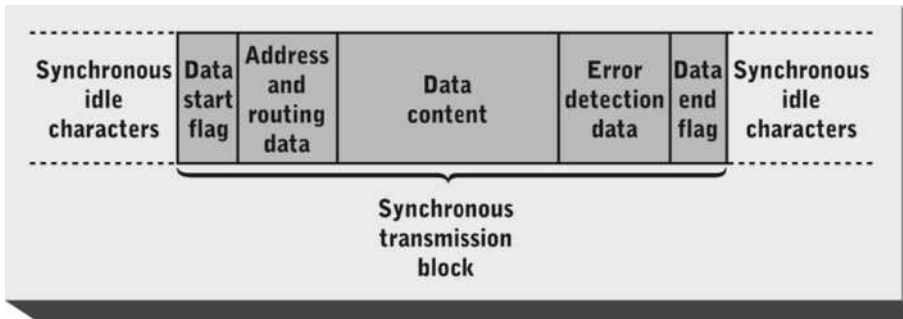 Synchronous
idle
characters
Data
start
flag
Address
and
routing
data
Data
content
Error
detection
data
Data
end
flag
Synchronous
idle
characters
Synchronous
transmission
block